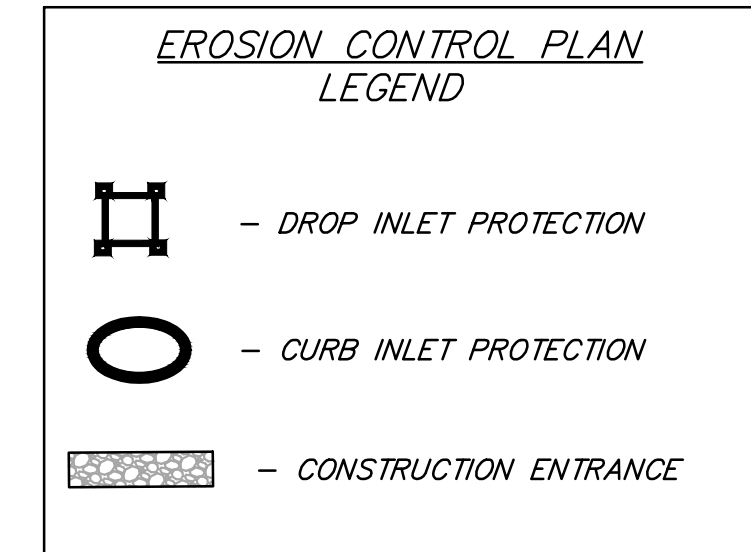 EROSION CONTROL PLAN
LEGEND
- DROP INLET PROTECTION
- CURB INLET PROTECTION
- CONSTRUCTION ENTRANCE